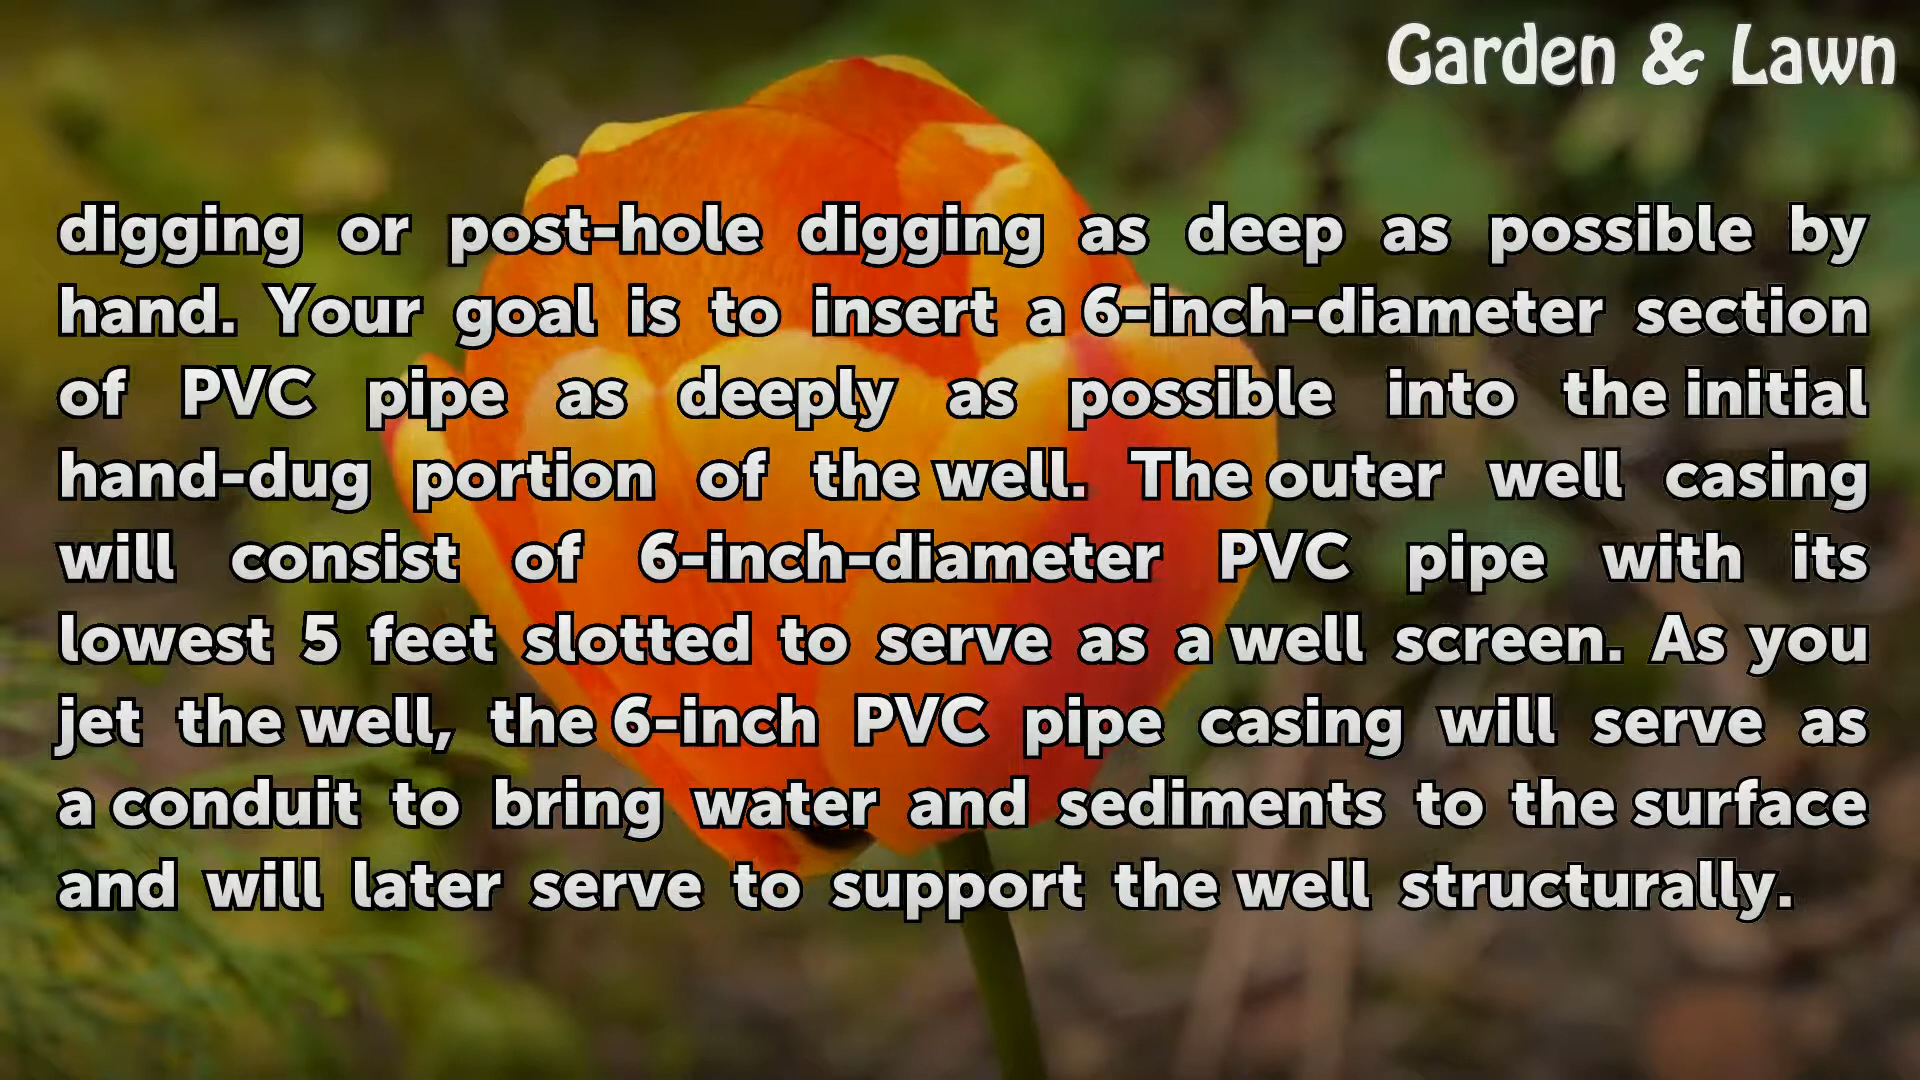 Garden & Lawn
digging or post-hole digging as deep as possible by
hand. Your goal is to insert a 6-inch-diameter section
of PVC pipe as deeply as possible into the initial
hand-dug portion of the well. The outer well casing
will consist of 6-inch-diameter PVC pipe with its
lowest 5 feet slotted to serve as a well screen. As you
jet the well, the 6-inch PVC pipe casing will serve as
a conduit to bring water and sediments to the surface
and will later serve to support the well structurally.